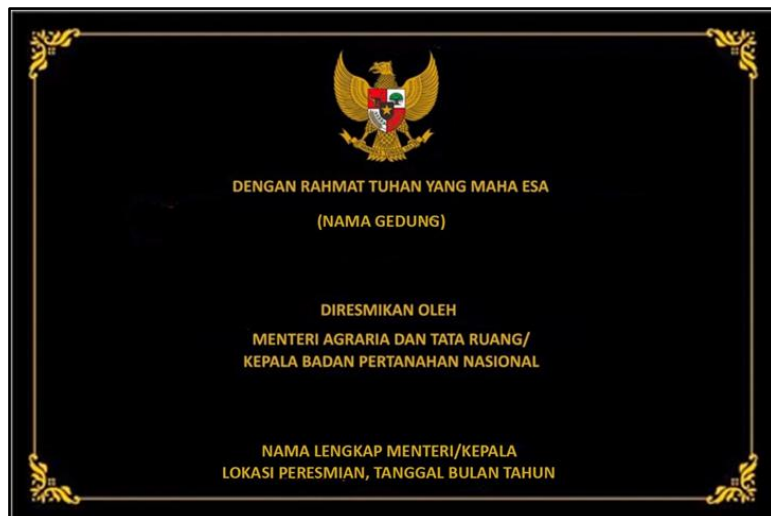 DENGAN RAHMAT TUHAN YANG MAHA ESA
(NAMA GEDUNG)
DIRESMIKAN OLEH
MENTERI AGRARIA DAN TATA RUANG/
KEPALA BADAN PERTANAHAN NASIONAL
NAMA LENGKAP MENTERI/KEPALA
LOKASI PERESMIAN, TANGGAL BULAN TAHUN